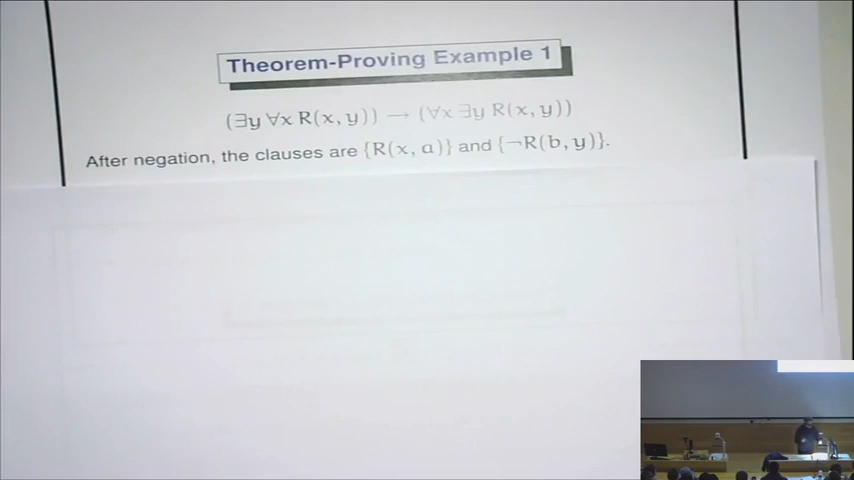 Theorem-Proving Example 1
(∃y ∀x R(x, y)) → (∀x ∃y R(x, y))
After negation, the clauses are {R(x, a)} and {¬R(b, y)}.